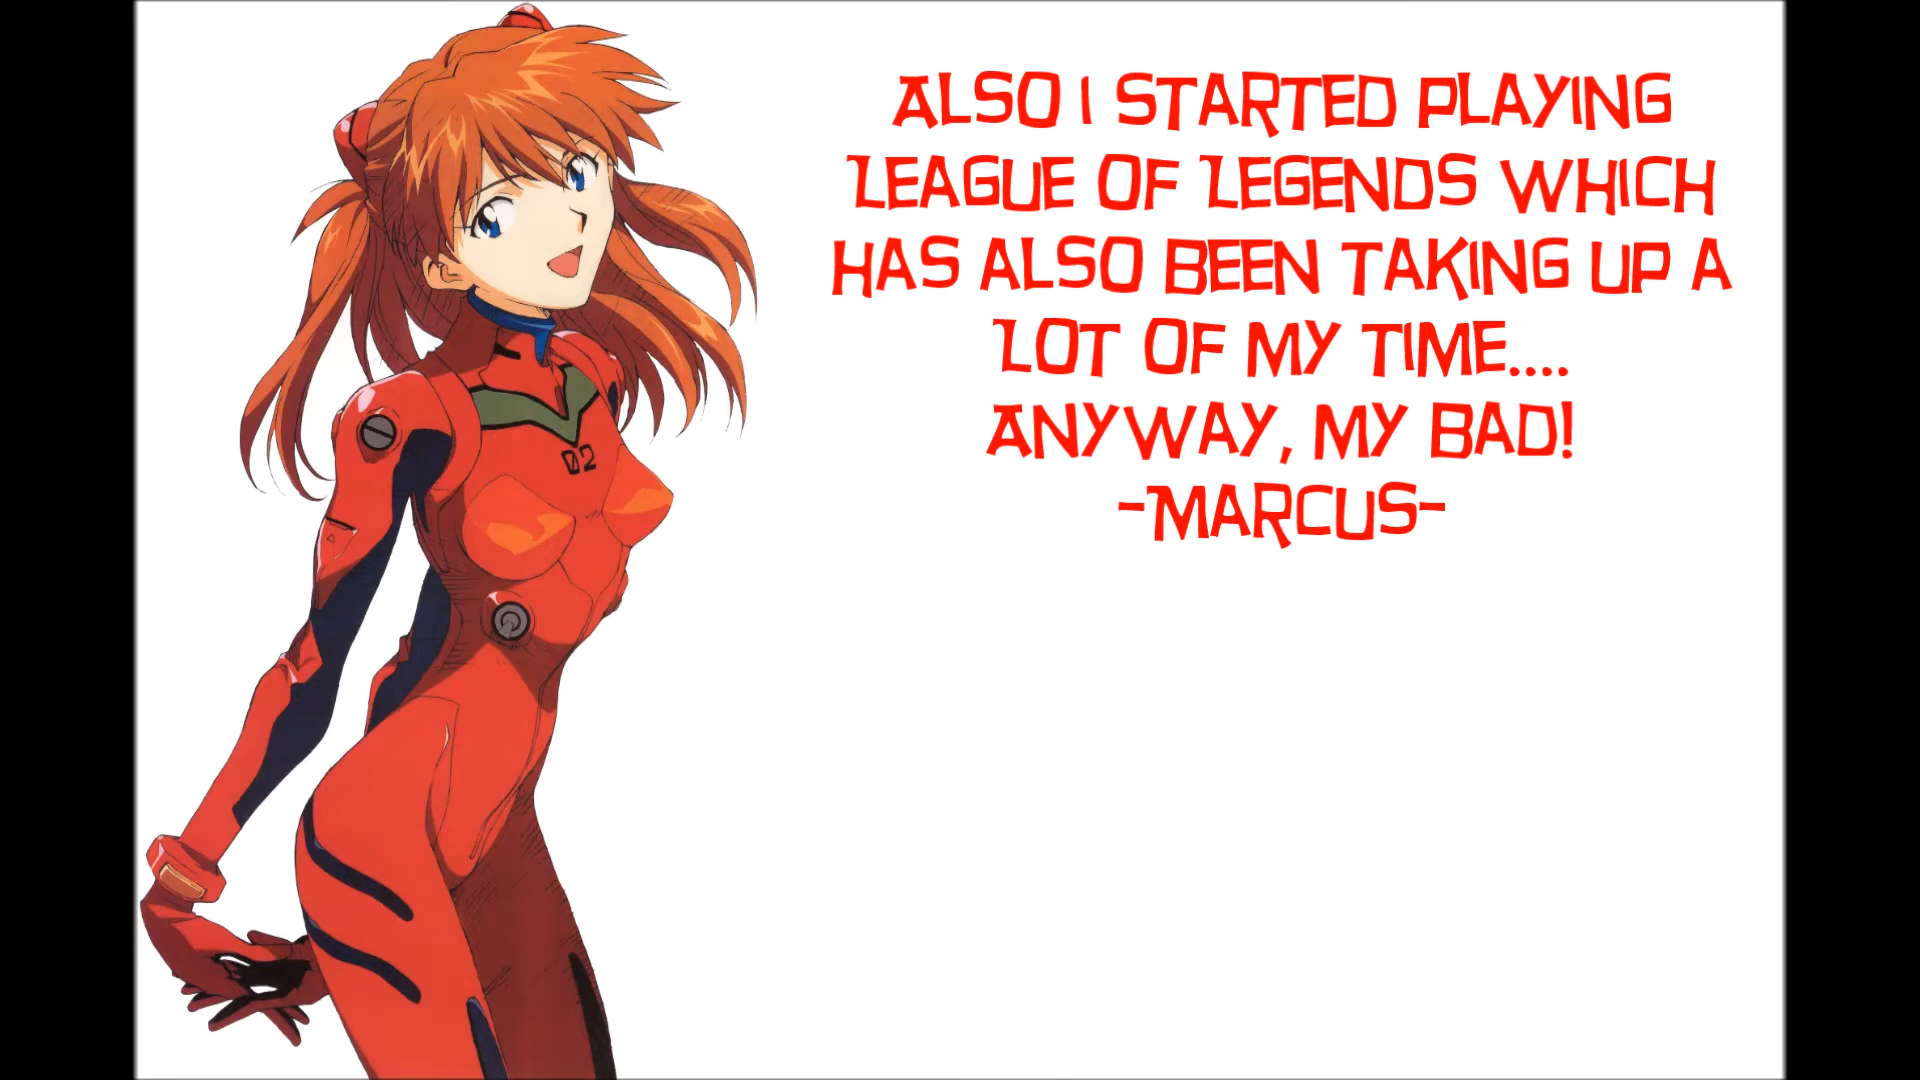 ALSO I STARTED PLAYING
LEAGUE OF LEGENDS WHICH
HAS ALSO BEEN TAKING UP A
LOT OF MY TIME....
ANYWAY, MY BAD!
-MARCUS-
02